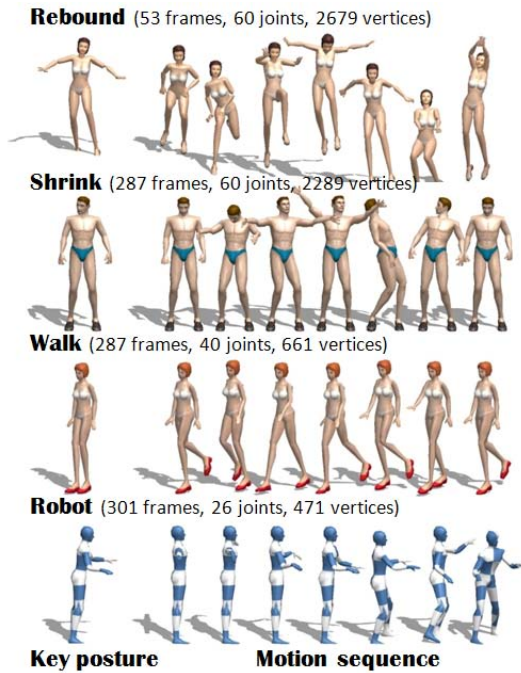 Rebound (53 frames, 60 joints, 2679 vertices)
Shrink (287 frames, 60 joints, 2289 vertices)
Walk (287 frames, 40 joints, 661 vertices)
Robot (301 frames, 26 joints, 471 vertices)
Key posture Motion sequence